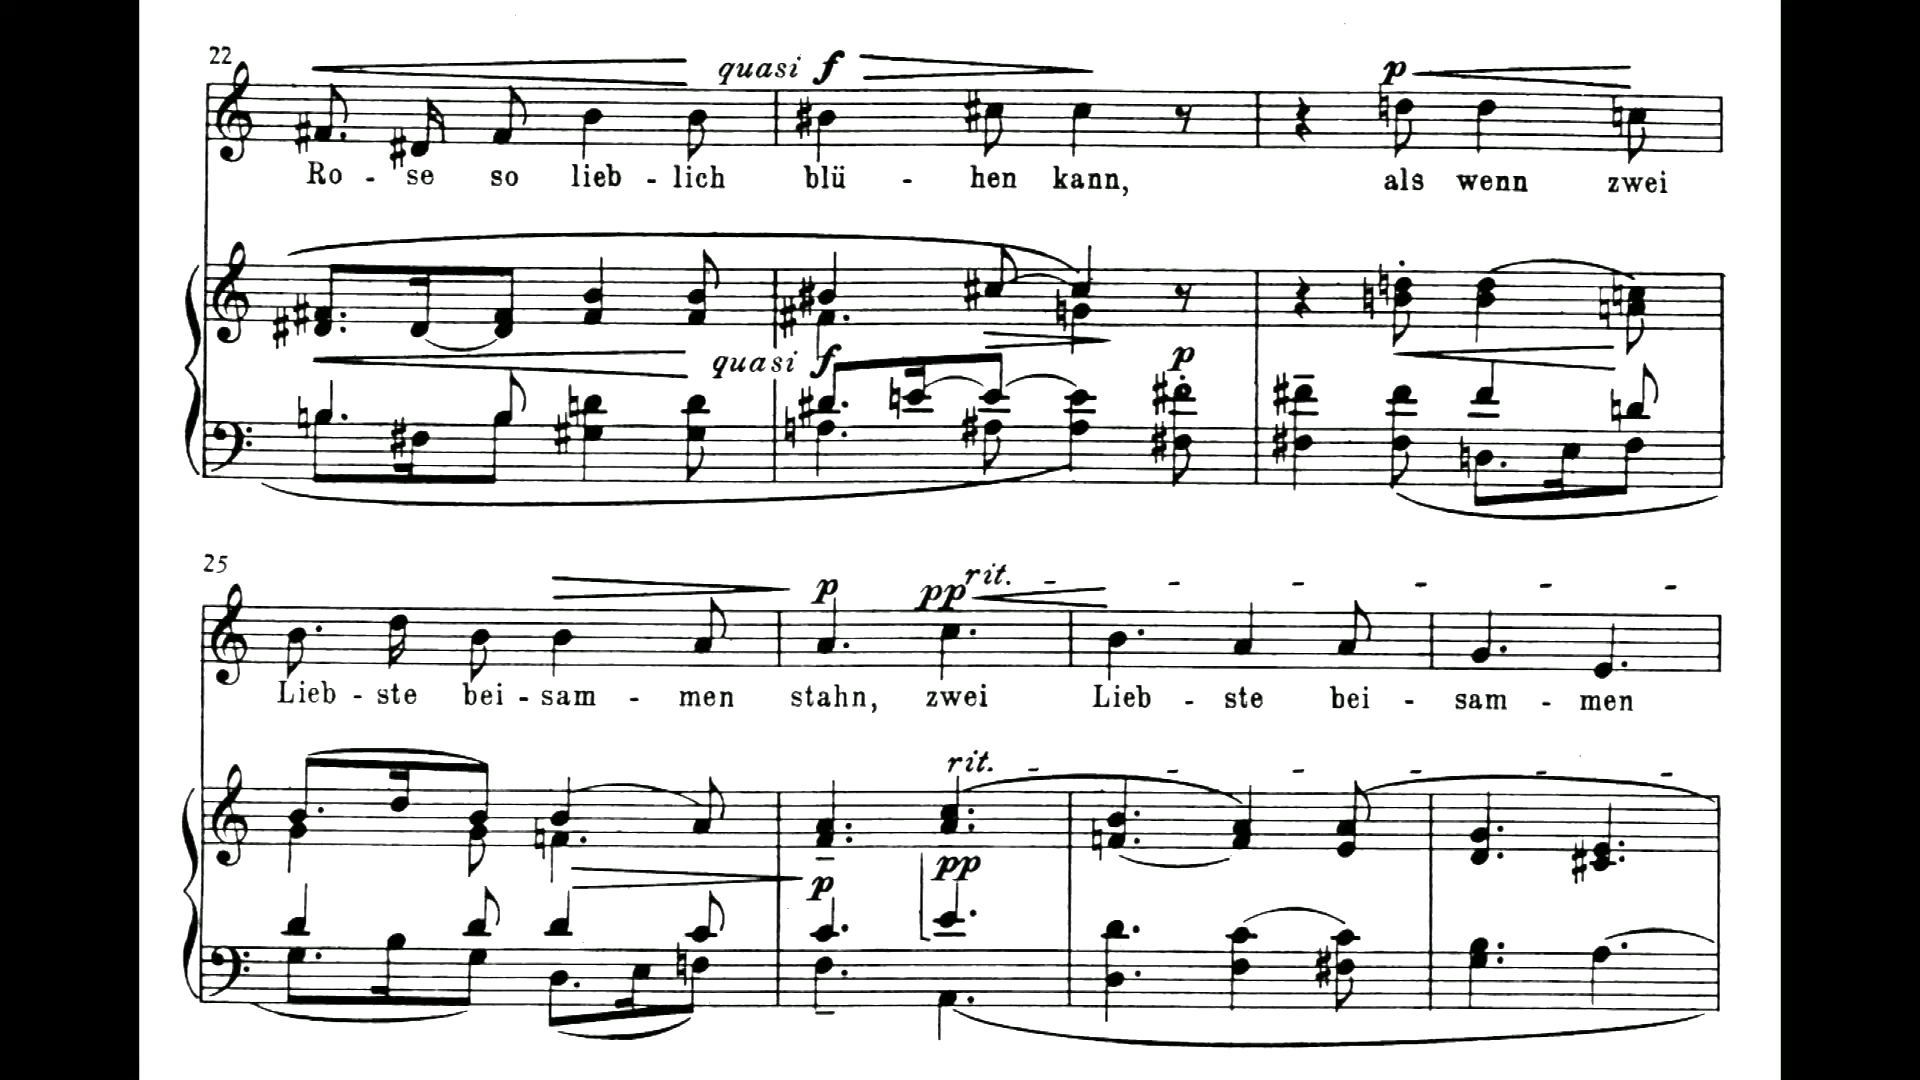 22
quasi f
p
Ro - se so lieb - lich blü - hen kann, als wenn zwei
quasi f
p
25
p pp rit. - - - - - -
Lieb - ste bei - sam - men stahn, zwei Lieb - ste bei - sam - men
rit. - - - - - -
p pp